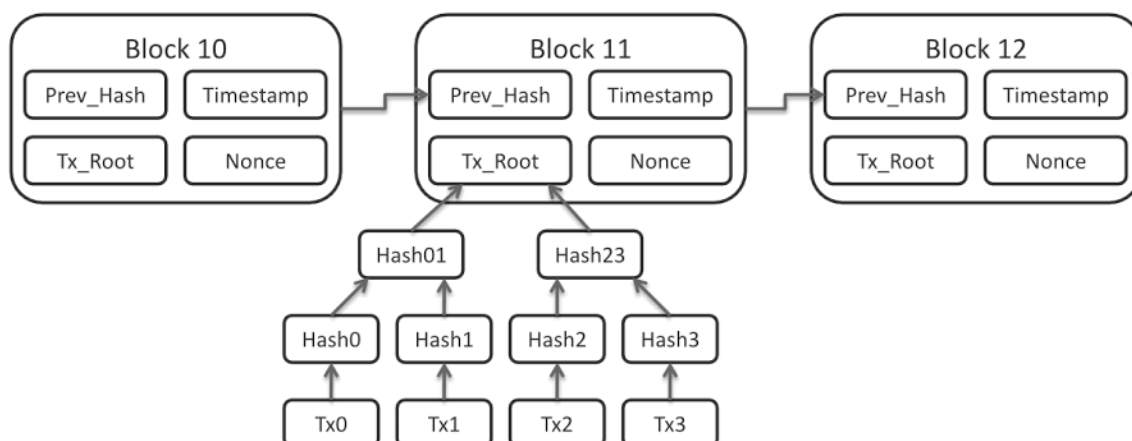 Block 10
Block 11
Block 12
Prev_Hash
Timestamp
Prev_Hash
Timestamp
Prev_Hash
Timestamp
Tx_Root
Nonce
Tx_Root
Nonce
Tx_Root
Nonce
Hash01
Hash23
Hash0
Hash1
Hash2
Hash3
Tx0
Tx1
Tx2
Tx3